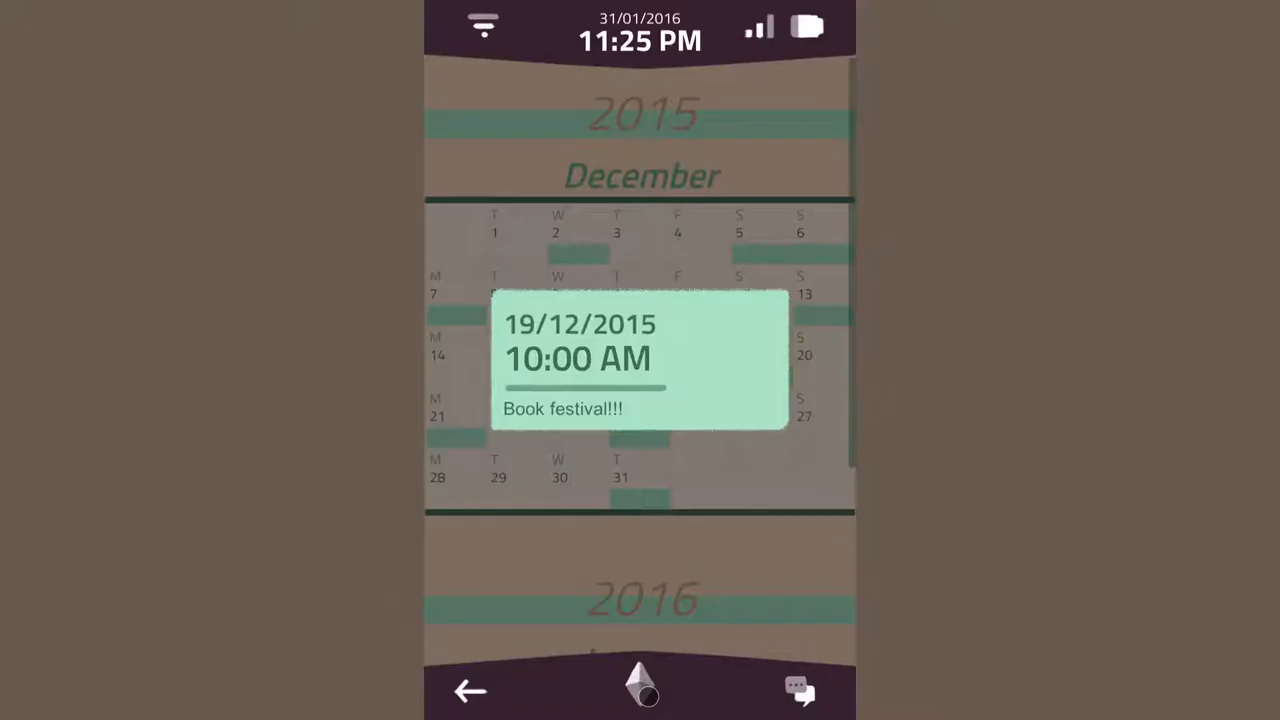 31/01/2016
11:25 PM
2015
December
T W T F S S
1 2 3 4 5 6
M T W T F S S
7 13
M S
14 20
M S
21 27
M T W T
28 29 30 31
19/12/2015
10:00 AM
Book festival!!!
2016